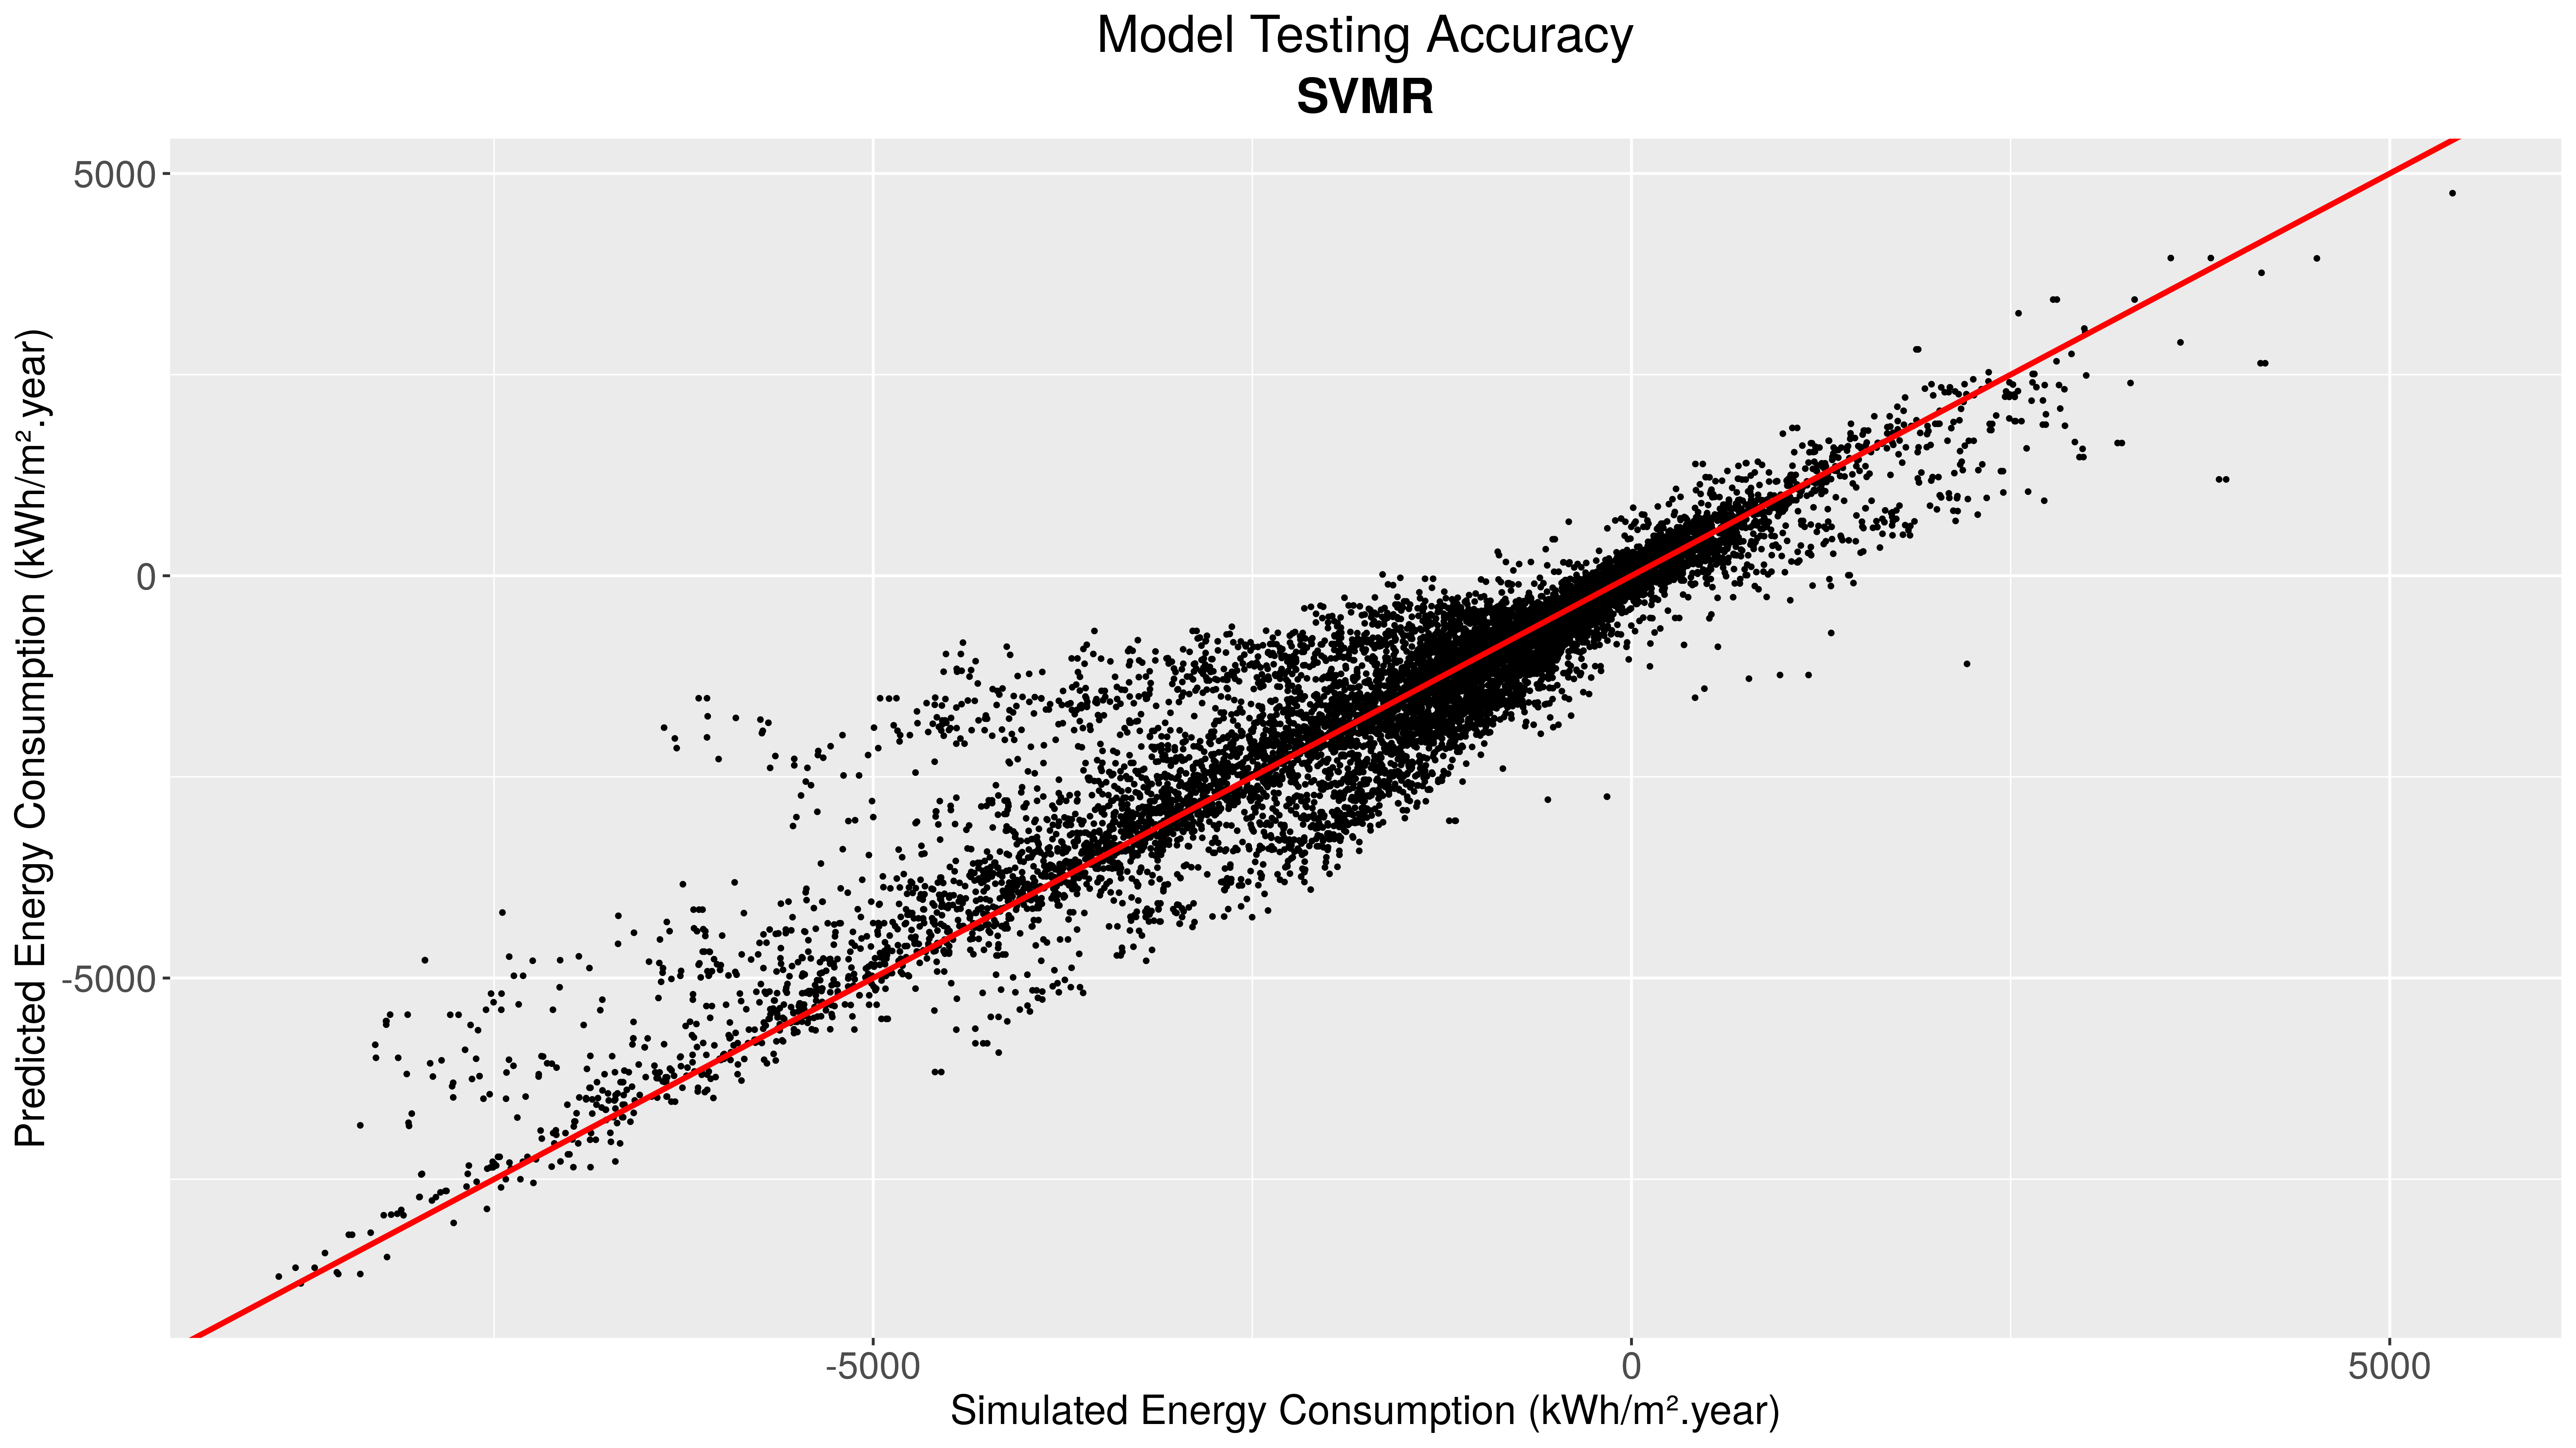 Model Testing Accuracy
SVMR
Predicted Energy Consumption (kWh/m².year)
5000
0
-5000
-5000
0
5000
Simulated Energy Consumption (kWh/m².year)